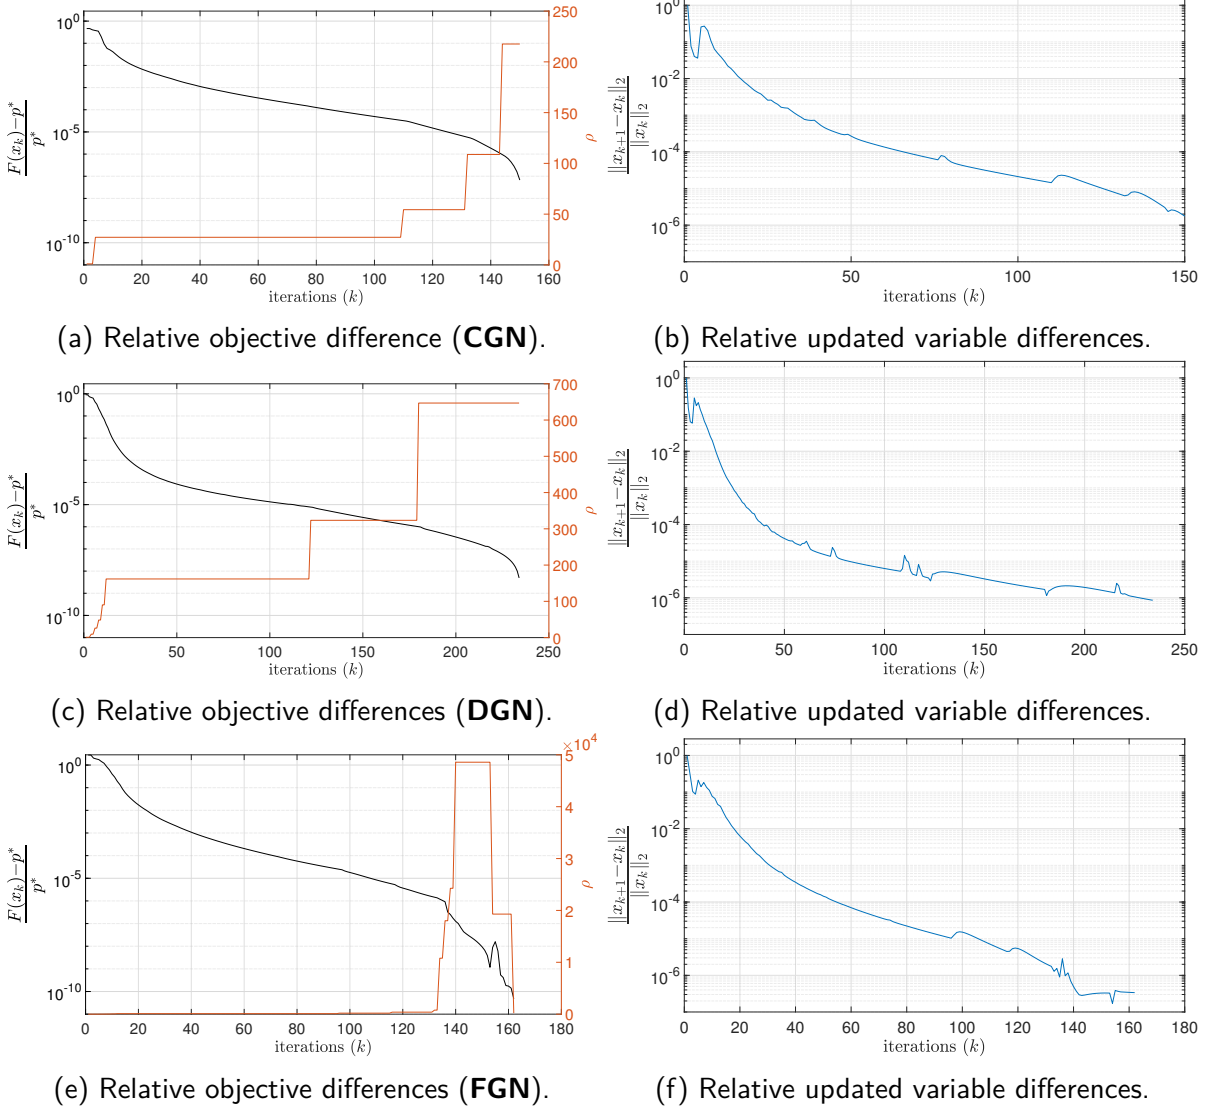 10^0
10^-5
10^-10
F(x_k)−p*
p*
0 20 40 60 80 100 120 140 160
iterations (k)
250
200
150
100
50
0
ρ
(a) Relative objective difference (CGN).
10^-2
10^-4
10^-6
||x_{k+1}−x_k||_2
||x_k||_2
0 50 100 150
iterations (k)
(b) Relative updated variable differences.
10^0
10^-5
10^-10
F(x_k)−p*
p*
0 50 100 150 200 250
iterations (k)
700
600
500
400
300
200
100
0
ρ
(c) Relative objective differences (DGN).
10^0
10^-2
10^-4
10^-6
||x_{k+1}−x_k||_2
||x_k||_2
0 50 100 150 200 250
iterations (k)
(d) Relative updated variable differences.
10^0
10^-5
10^-10
F(x_k)−p*
p*
0 20 40 60 80 100 120 140 160 180
iterations (k)
×10^4
5
4
3
2
1
0
ρ
(e) Relative objective differences (FGN).
10^0
10^-2
10^-4
10^-6
||x_{k+1}−x_k||_2
||x_k||_2
0 20 40 60 80 100 120 140 160 180
iterations (k)
(f) Relative updated variable differences.